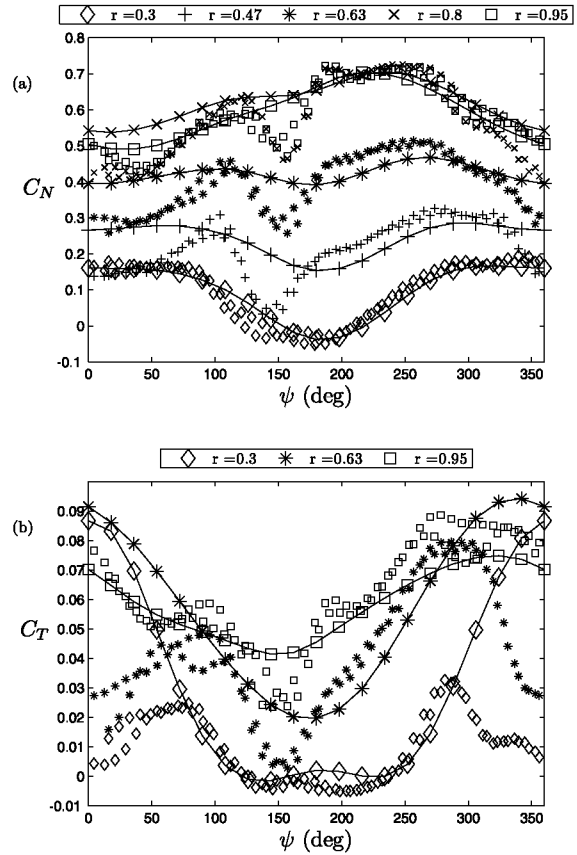 r =0.3 r =0.47 r =0.63 r =0.8 r =0.95
(a)
0.8
0.7
0.6
0.5
0.4
0.3
0.2
0.1
0
-0.1
C_N
0 50 100 150 200 250 300 350
ψ (deg)
r =0.3 r =0.63 r =0.95
(b)
0.09
0.08
0.07
0.06
0.05
0.04
0.03
0.02
0.01
0
-0.01
C_T
0 50 100 150 200 250 300 350
ψ (deg)